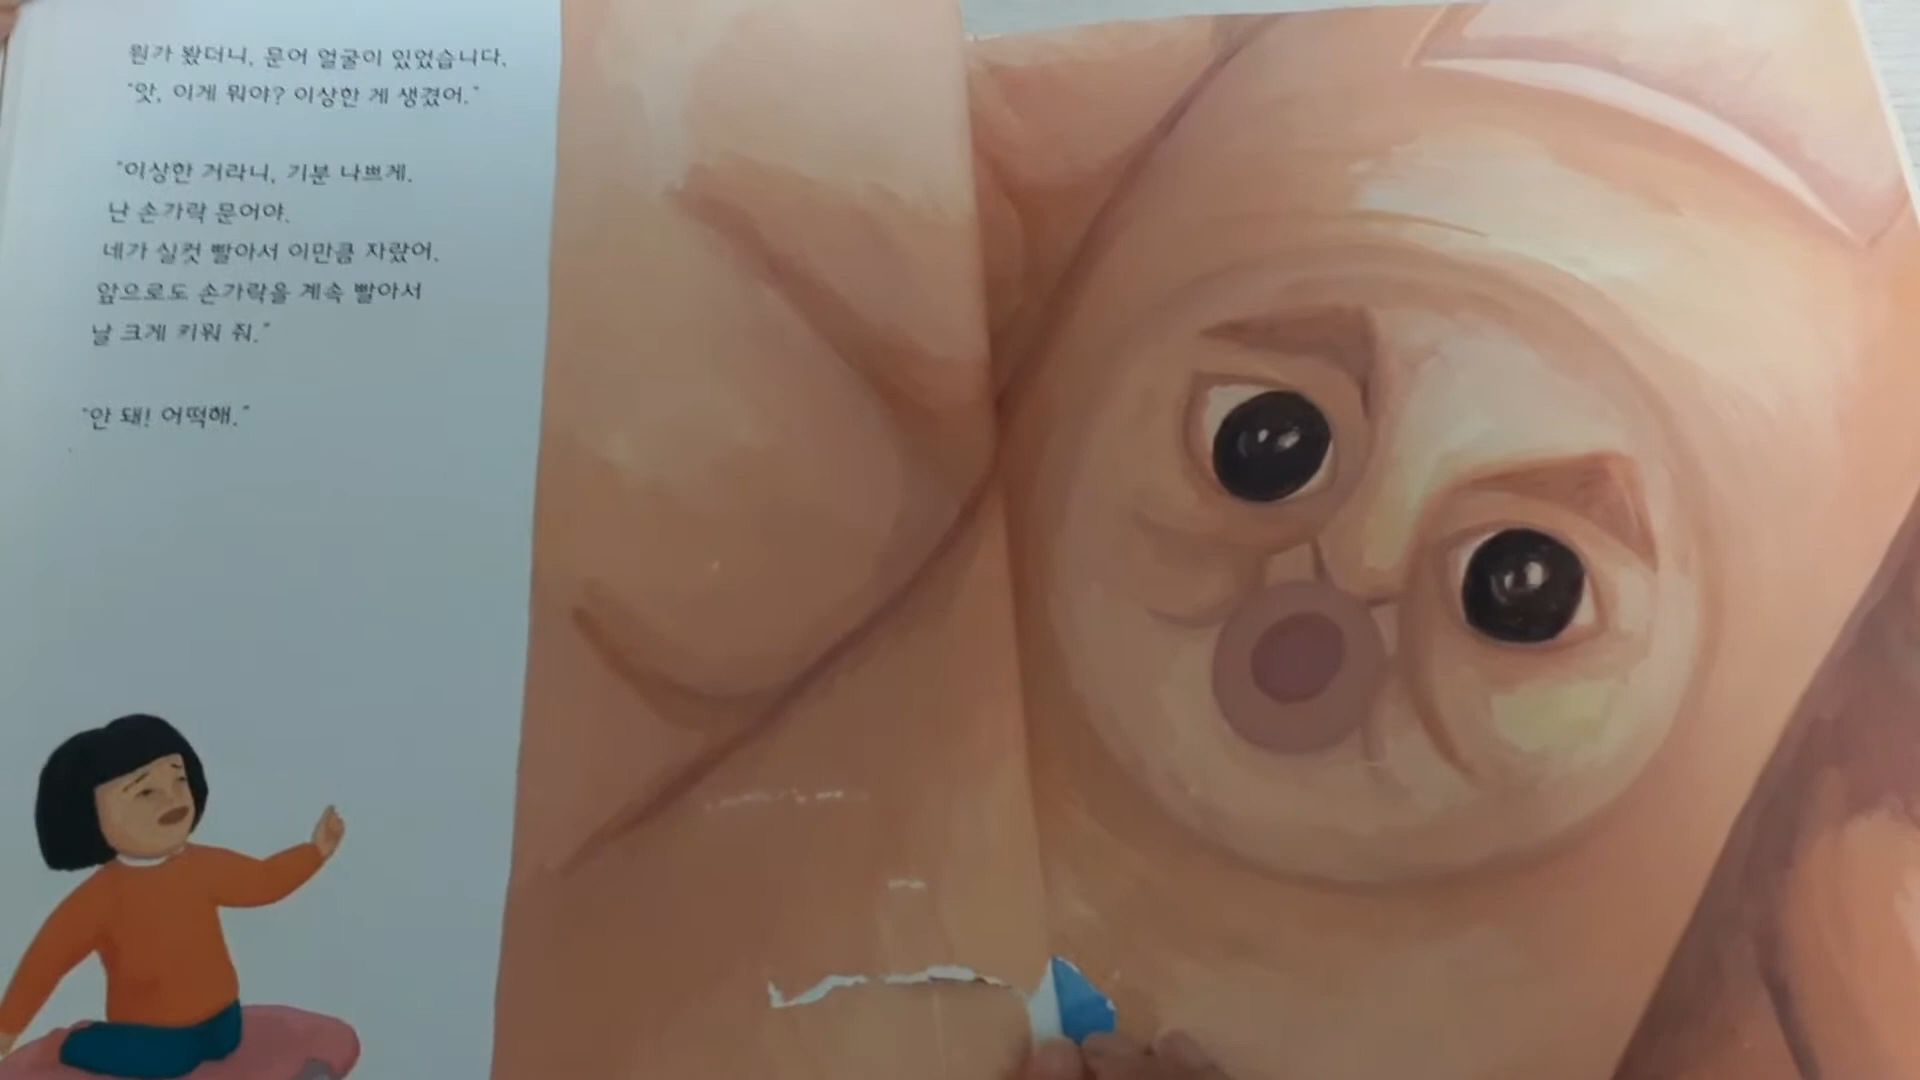 뭔가 봤더니, 문어 얼굴이 있었습니다.
"앗, 이게 뭐야? 이상한 게 생겼어."
"이상한 거라니, 기분 나쁘게.
난 손가락 문어야.
네가 실컷 빨아서 이만큼 자랐어.
앞으로도 손가락을 계속 빨아서
날 크게 키워 줘."
"안 돼! 어떡해."